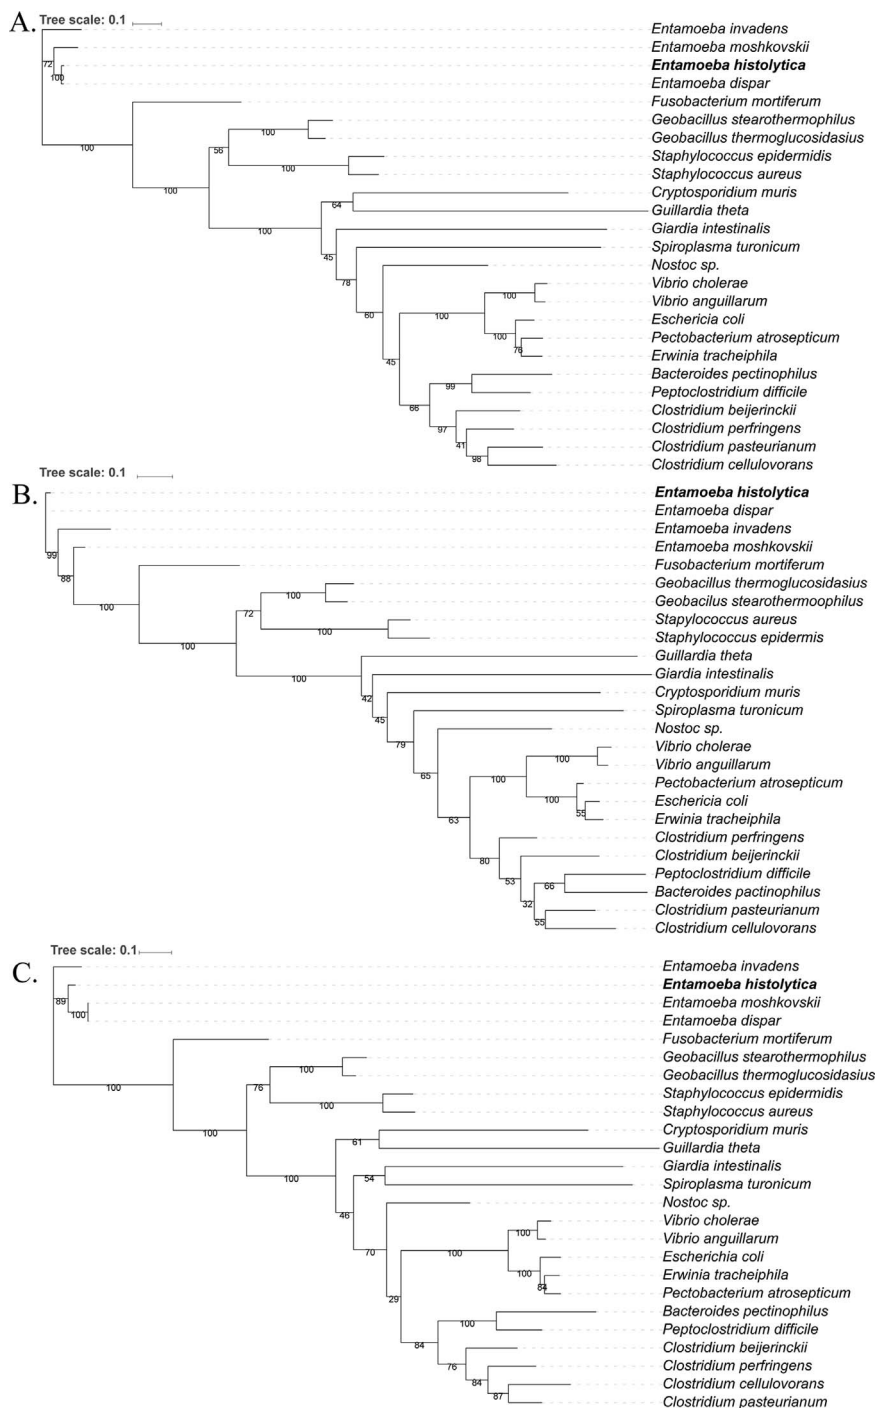 A.
Tree scale: 0.1
Entamoeba invadens
Entamoeba moshkovskii
72
Entamoeba histolytica
100
Entamoeba dispar
Fusobacterium mortiferum
Geobacillus stearothermophilus
100
Geobacillus thermoglucosidasius
100
56
Staphylococcus epidermidis
100
Staphylococcus aureus
100
Cryptosporidium muris
64
Guillardia theta
100
Giardia intestinalis
45
Spiroplasma turonicum
78
Nostoc sp.
Vibrio cholerae
100
Vibrio anguillarum
60
100
Eschericia coli
100
Pectobacterium atrosepticum
76
Erwinia tracheiphila
45
Bacteroides pectinophilus
99
Peptoclostridium difficile
66
Clostridium beijerinckii
97
Clostridium perfringens
41
Clostridium pasteurianum
98
Clostridium cellulovorans
B.
Tree scale: 0.1
Entamoeba histolytica
Entamoeba dispar
Entamoeba invadens
99
Entamoeba moshkovskii
88
Fusobacterium mortiferum
Geobacillus thermoglucosidasius
100
Geobacilus stearothermoophilus
100
72
Stapylococcus aureus
100
Staphylococcus epidermis
100
Guillardia theta
100
Giardia intestinalis
42
Cryptosporidium muris
45
Spiroplasma turonicum
79
Nostoc sp.
Vibrio cholerae
100
Vibrio anguillarum
65
100
Pectobacterium atrosepticum
100
Eschericia coli
55
Erwinia tracheiphila
63
Clostridium perfringens
80
Clostridium beijerinckii
53
Peptoclostridium difficile
66
Bacteroides pactinophilus
32
Clostridium pasteurianum
55
Clostridium cellulovorans
C.
Tree scale: 0.1
Entamoeba invadens
Entamoeba histolytica
89
Entamoeba moshkovskii
100
Entamoeba dispar
Fusobacterium mortiferum
Geobacillus stearothermophilus
100
Geobacillus thermoglucosidasius
100
76
Staphylococcus epidermidis
100
Staphylococcus aureus
100
Cryptosporidium muris
61
Guillardia theta
Giardia intestinalis
100
54
Spiroplasma turonicum
Nostoc sp.
46
Vibrio cholerae
100
Vibrio anguillarum
70
100
Escherichia coli
100
Erwinia tracheiphila
84
Pectobacterium atrosepticum
29
Bacteroides pectinophilus
100
Peptoclostridium difficile
84
Clostridium beijerinckii
76
Clostridium perfringens
84
Clostridium cellulovorans
87
Clostridium pasteurianum